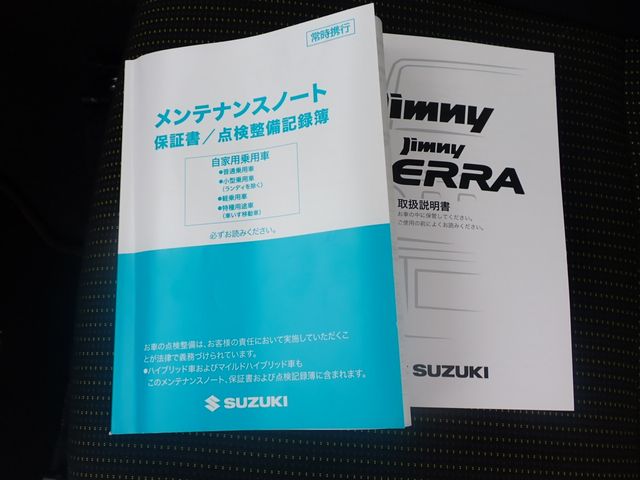 常時携行
メンテナンスノート
保証書／点検整備記録簿
自家用乗用車
●普通乗用車
●小型乗用車
(ランディを除く)
●軽乗用車
●特種用途車
(車いす移動車)
必ずお読みください。
お車の点検整備は、お客様の責任において実施していただくこ
とが法律で義務づけられています。
●ハイブリッド車およびマイルドハイブリッド車も
このメンテナンスノート、保証書および点検記録簿に含まれます。
SUZUKI
Jimny
Jimny
ERRA
取扱説明書
お車の中に保管してください。
ご使用の前によくお読みください。
SUZUKI